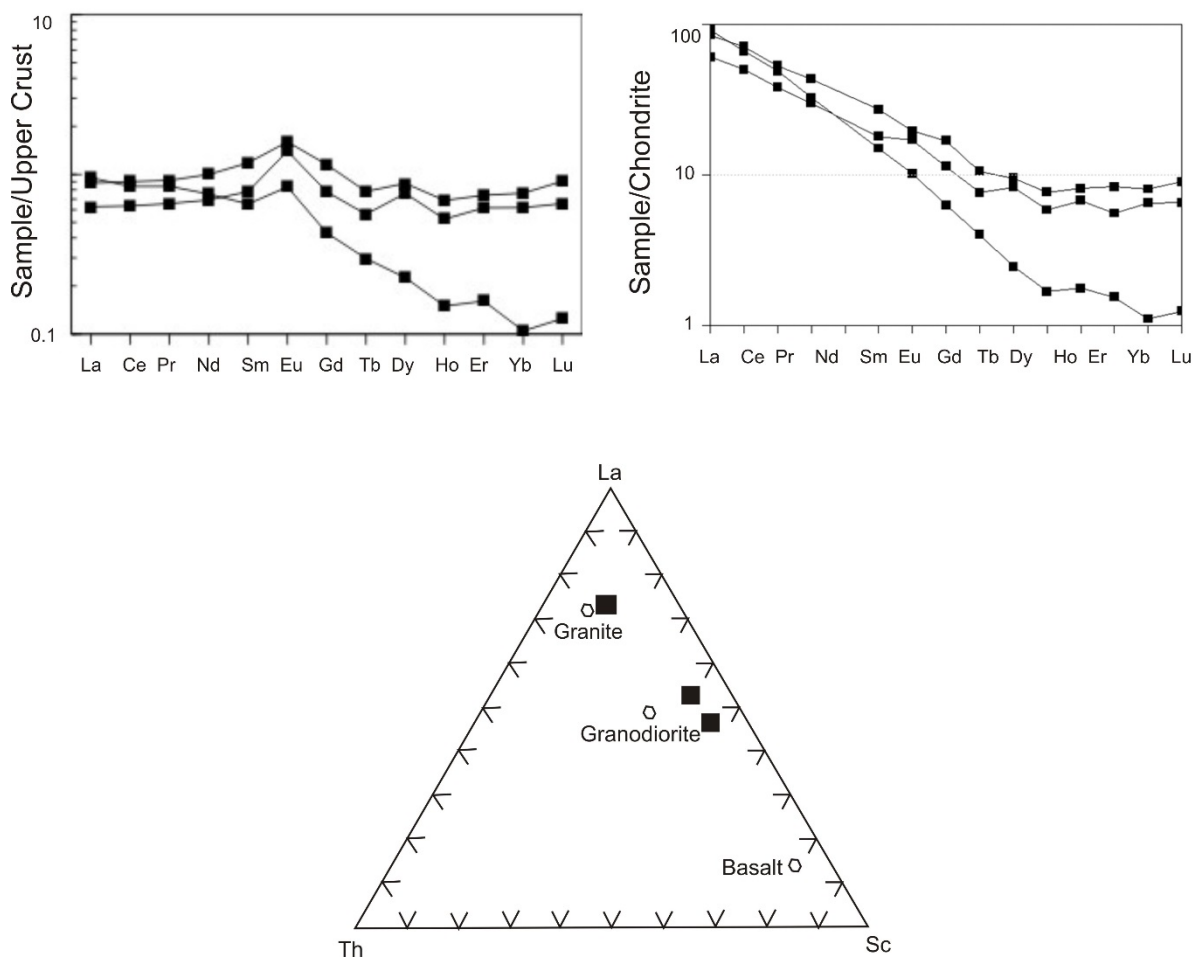 10
0.1
Sample/Upper Crust
La Ce Pr Nd Sm Eu Gd Tb Dy Ho Er Yb Lu
100
10
1
Sample/Chondrite
La Ce Pr Nd Sm Eu Gd Tb Dy Ho Er Yb Lu
La
Granite
Granodiorite
Basalt
Th
Sc